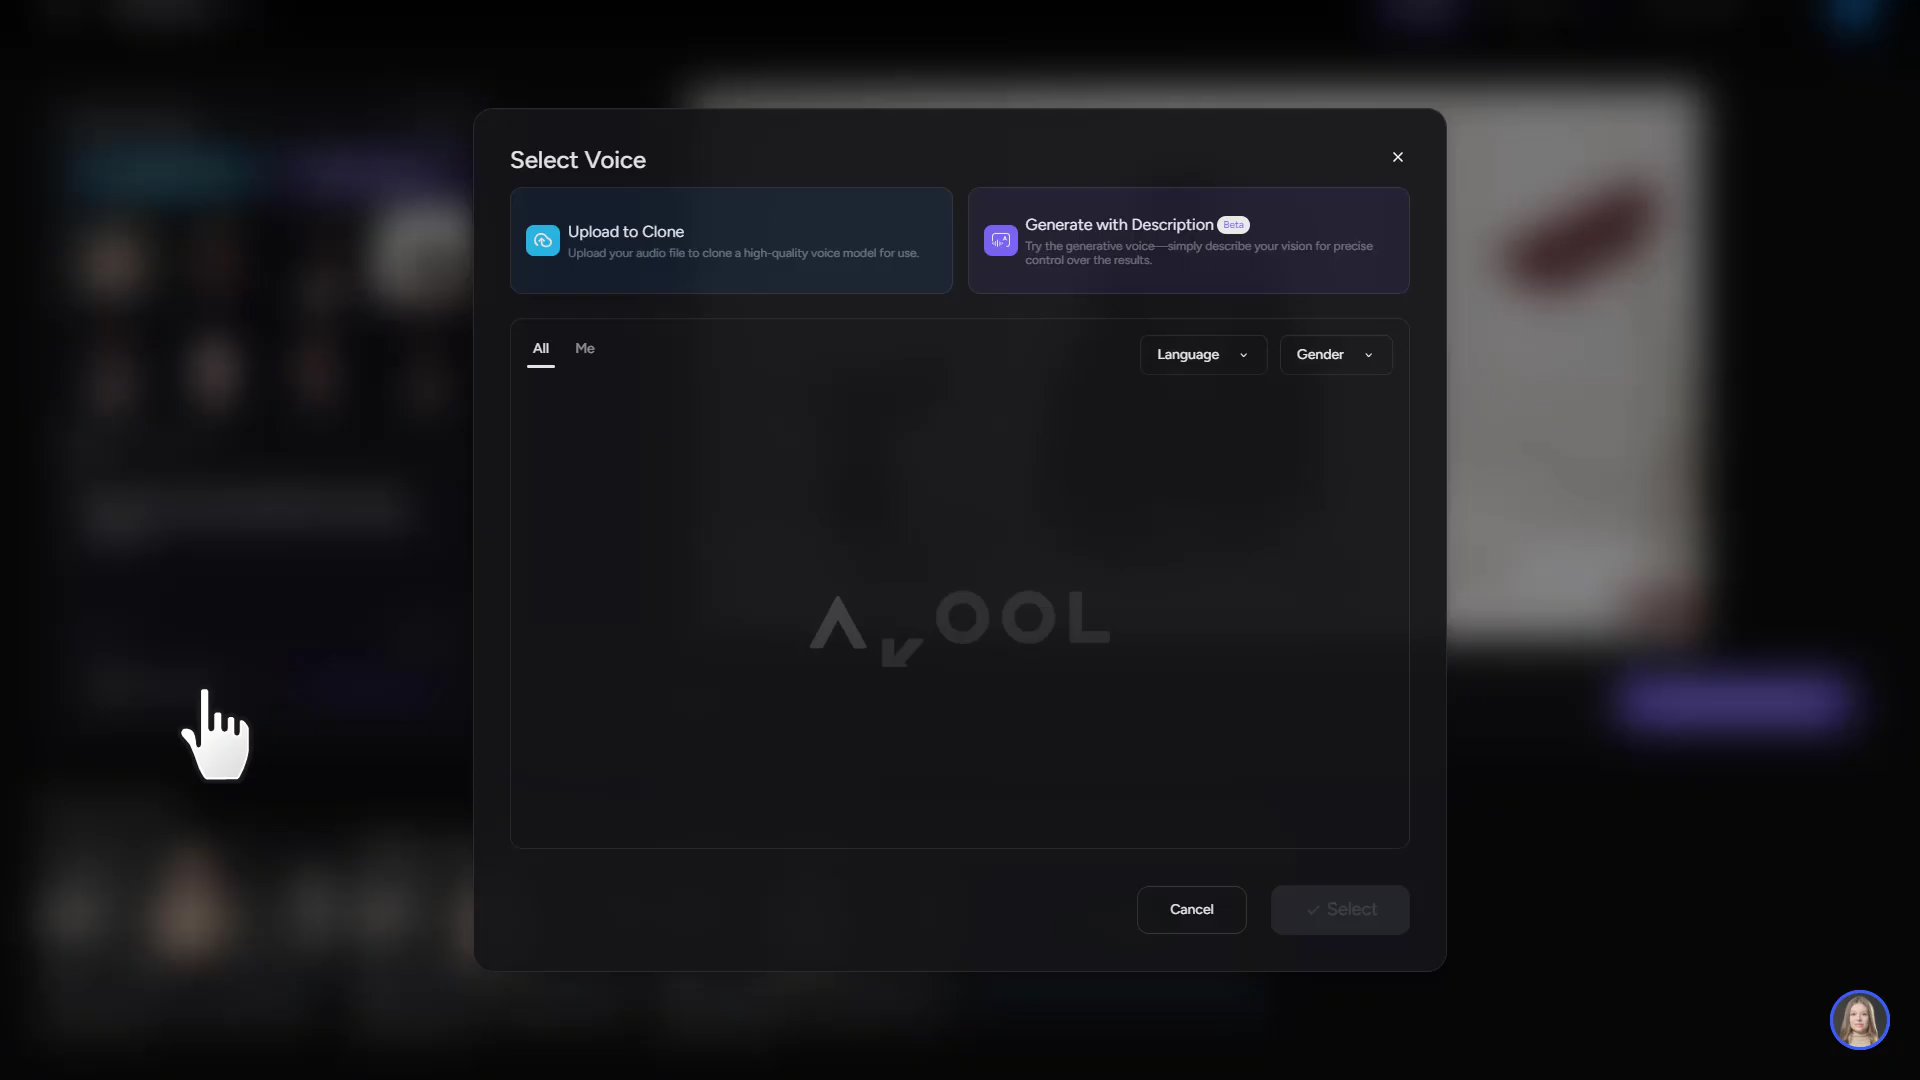 Select Voice
Upload to Clone
Upload your audio file to clone a high-quality voice model for use.
Generate with Description Beta
Try the generative voice—simply describe your vision for precise
control over the results.
All Me
Language Gender
AKOOL
Cancel Select